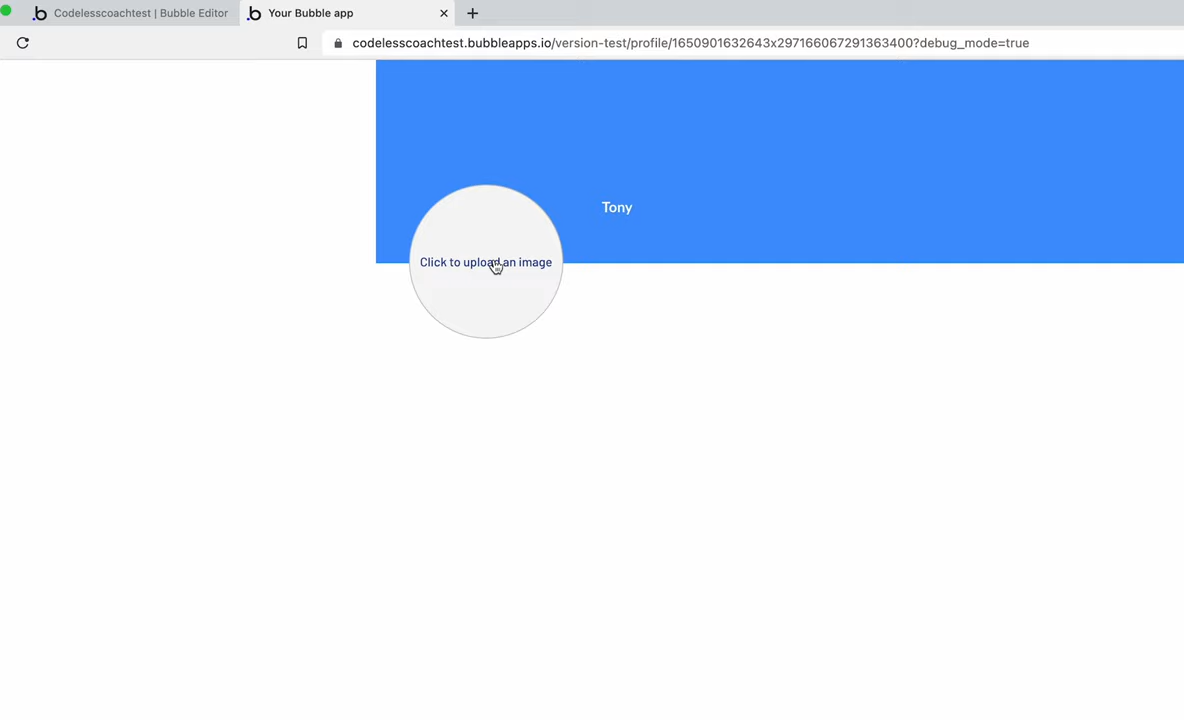 Codelesscoachtest | Bubble Editor
Your Bubble app
codelesscoachtest.bubbleapps.io/version-test/profile/1650901632643x297166067291363400?debug_mode=true
Tony
Click to upload an image